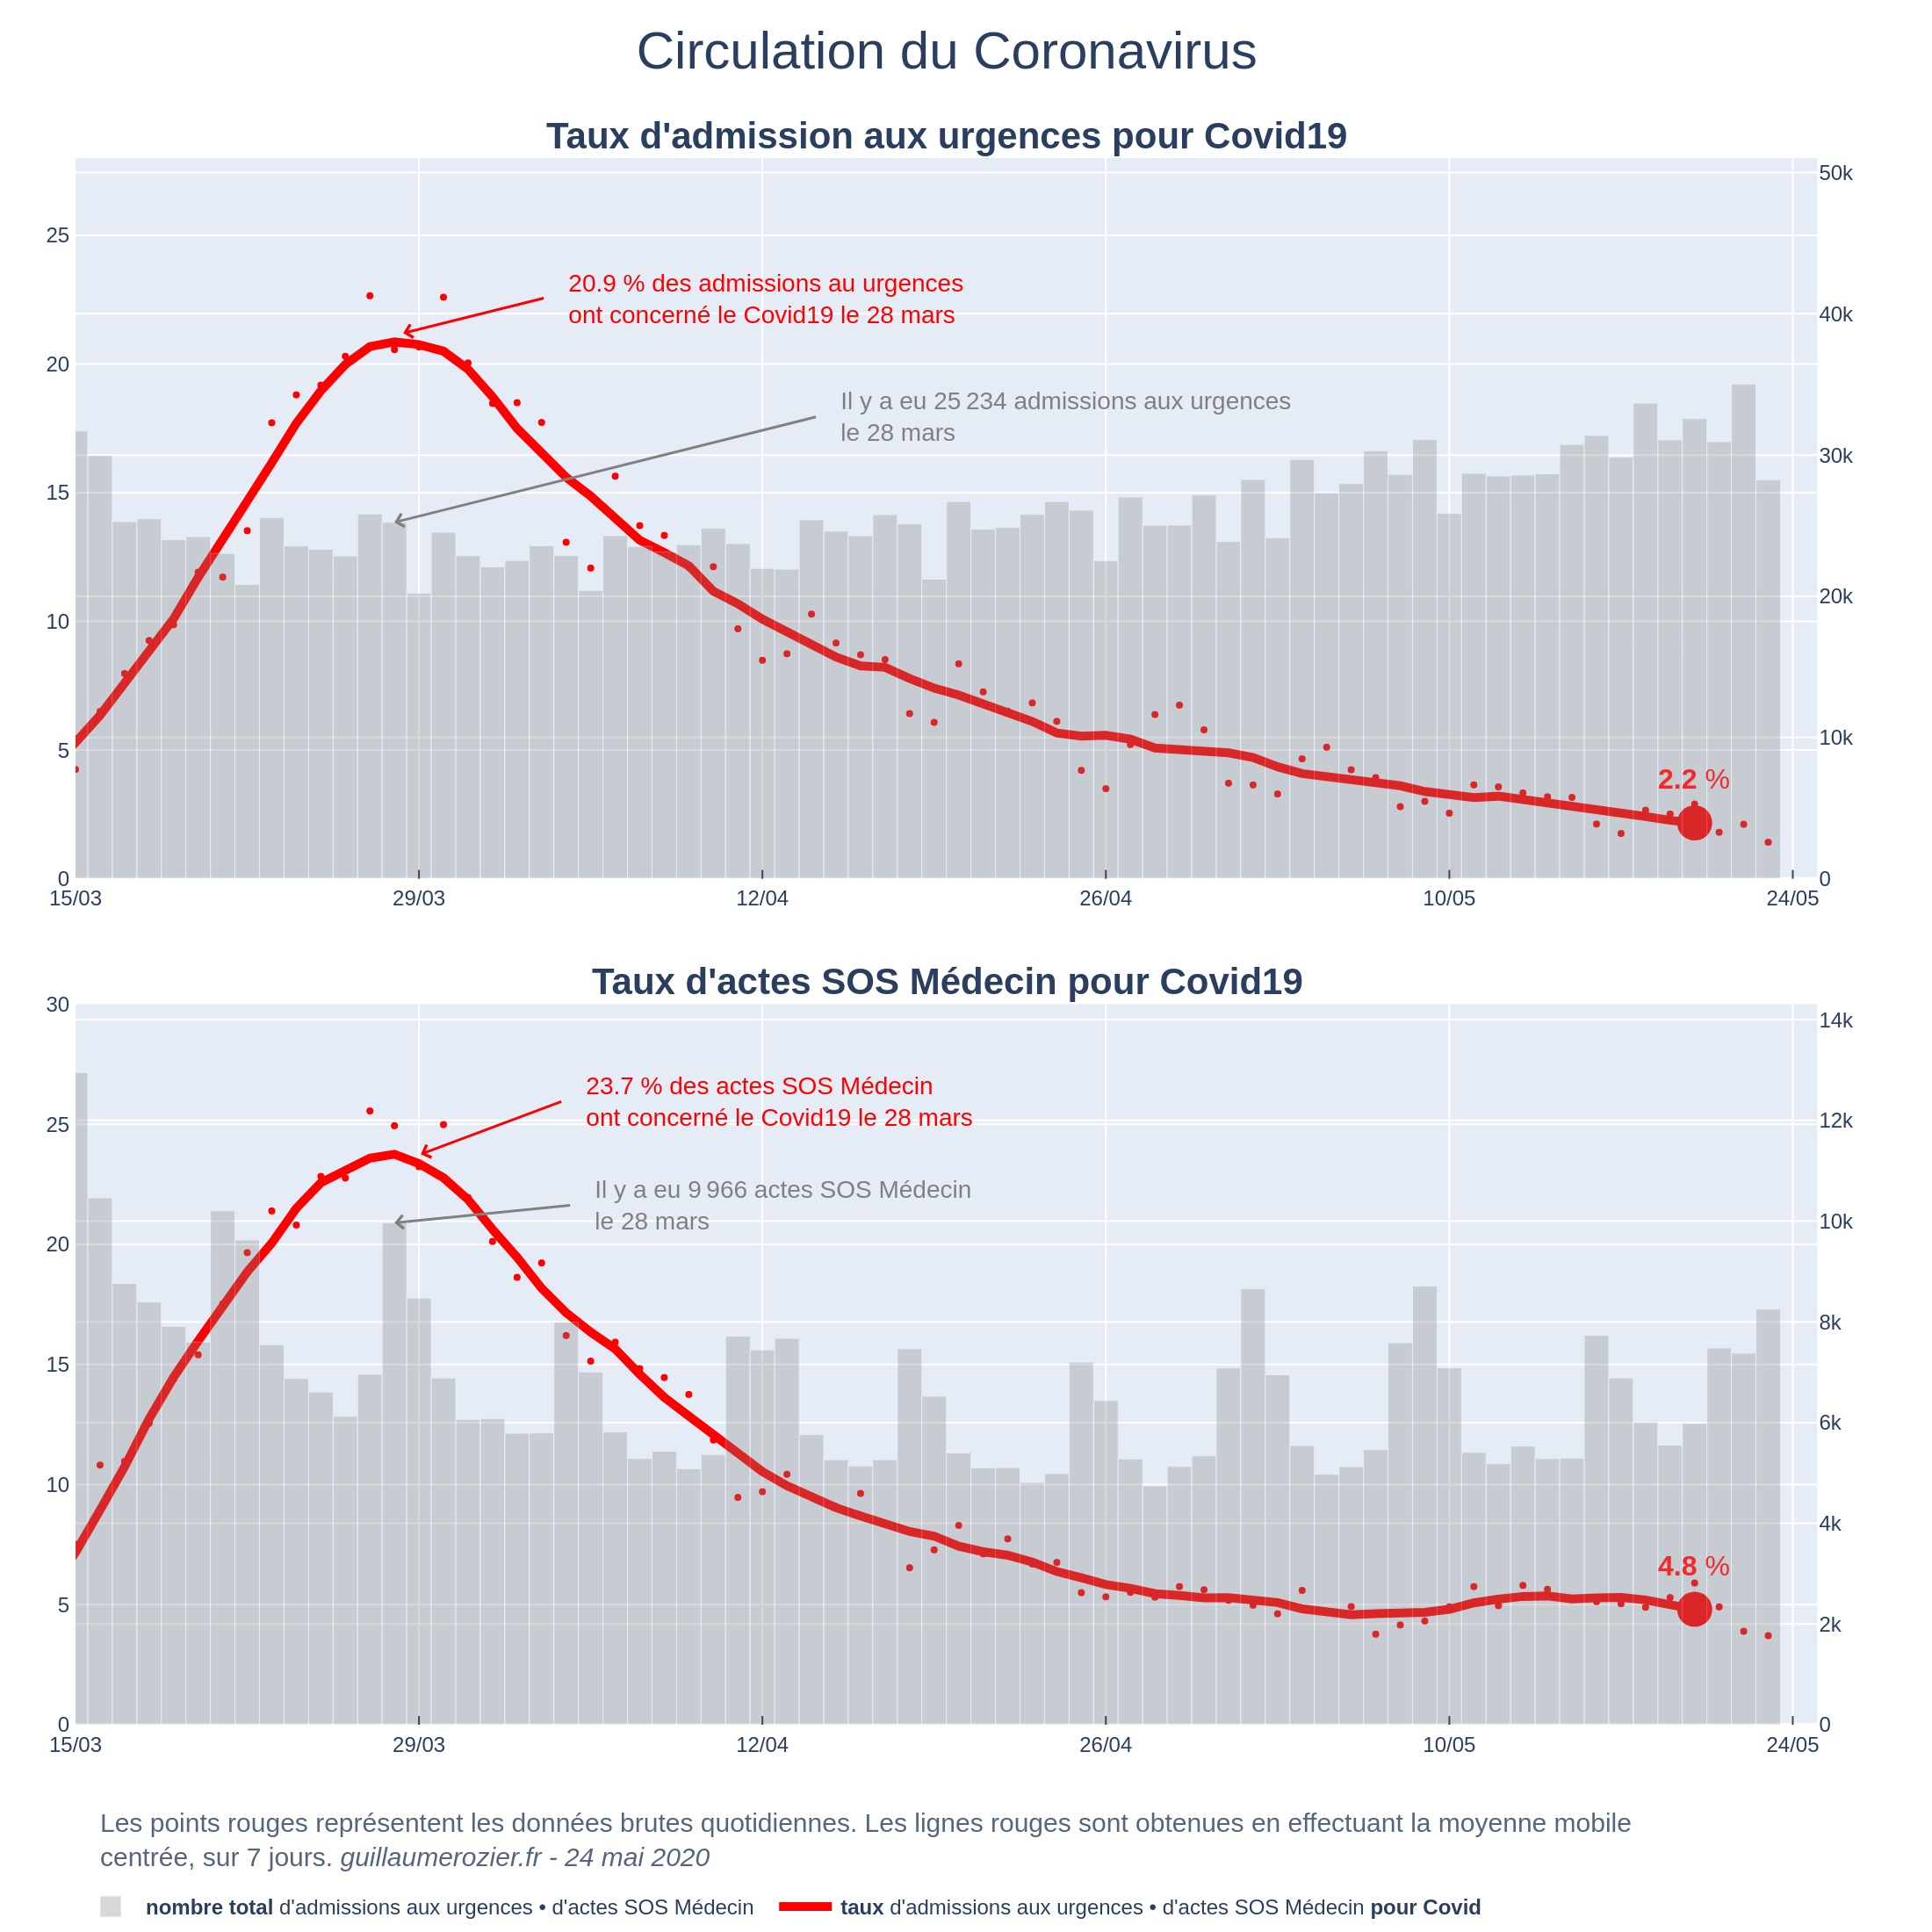 Circulation du Coronavirus
Taux d'admission aux urgences pour Covid19
50k
25
20.9 % des admissions au urgences
ont concerné le Covid19 le 28 mars
40k
20
Il y a eu 25 234 admissions aux urgences
le 28 mars
30k
15
20k
10
10k
5
2.2 %
0
0
15/03
29/03
12/04
26/04
10/05
24/05
Taux d'actes SOS Médecin pour Covid19
30
14k
23.7 % des actes SOS Médecin
ont concerné le Covid19 le 28 mars
12k
25
Il y a eu 9 966 actes SOS Médecin
le 28 mars
10k
20
8k
15
6k
10
4k
4.8 %
5
2k
0
0
15/03
29/03
12/04
26/04
10/05
24/05
Les points rouges représentent les données brutes quotidiennes. Les lignes rouges sont obtenues en effectuant la moyenne mobile
centrée, sur 7 jours. guillaumerozier.fr - 24 mai 2020
nombre total d'admissions aux urgences • d'actes SOS Médecin
taux d'admissions aux urgences • d'actes SOS Médecin pour Covid